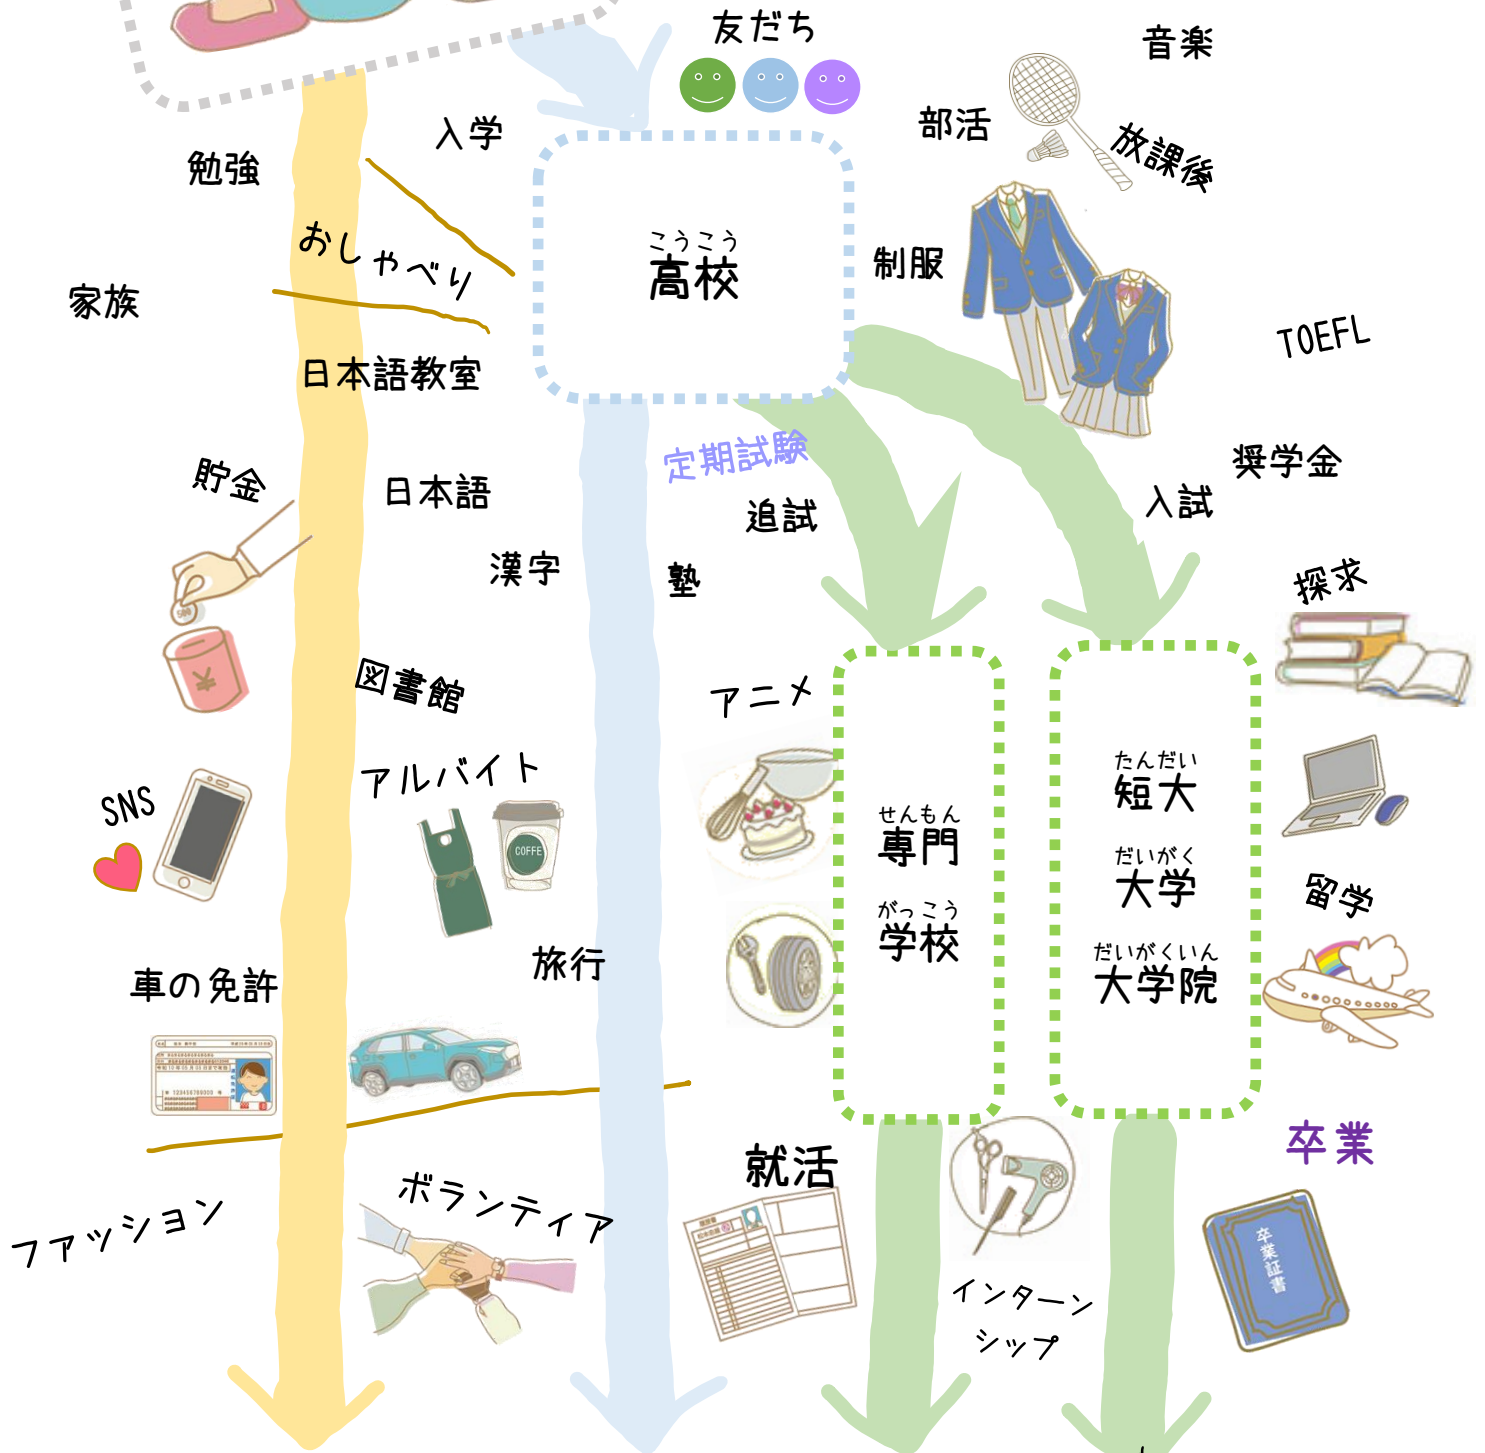 友だち
音楽
入学
部活
放課後
勉強
おしゃべり
こうこう
高校
制服
家族
TOEFL
日本語教室
定期試験
奨学金
貯金
日本語
追試
入試
漢字
塾
探求
500
¥
図書館
アニメ
アルバイト
SNS
COFFE
たんだい
短大
せんもん
専門
だいがく
大学
がっこう
学校
だいがくいん
大学院
留学
旅行
車の免許
卒業
就活
ボランティア
ファッション
卒業証書
インターン
シップ